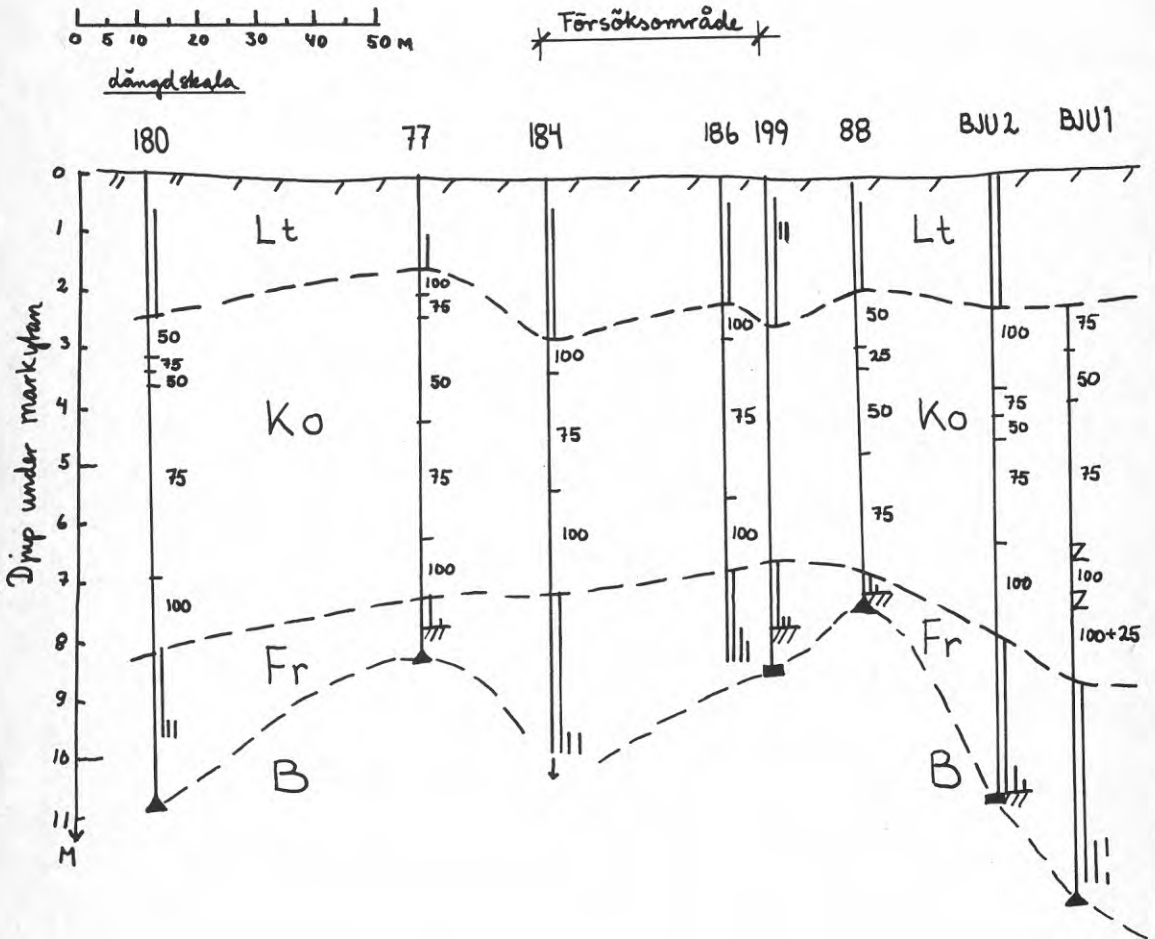 Försöksområde
0 5 10 20 30 40 50 M
Längdskala
180 77 184 186 199 88 BJU2 BJU1
Djup under markytan
0
1
2
3
4
5
6
7
8
9
10
11
M
Lt
Lt
Ko
Ko
Fr
Fr
B
B
50
75
50
75
100
100
75
50
75
100
100
75
100
100
75
100
50
25
50
75
100
75
50
75
100
75
50
75
Z
100
Z
100+25